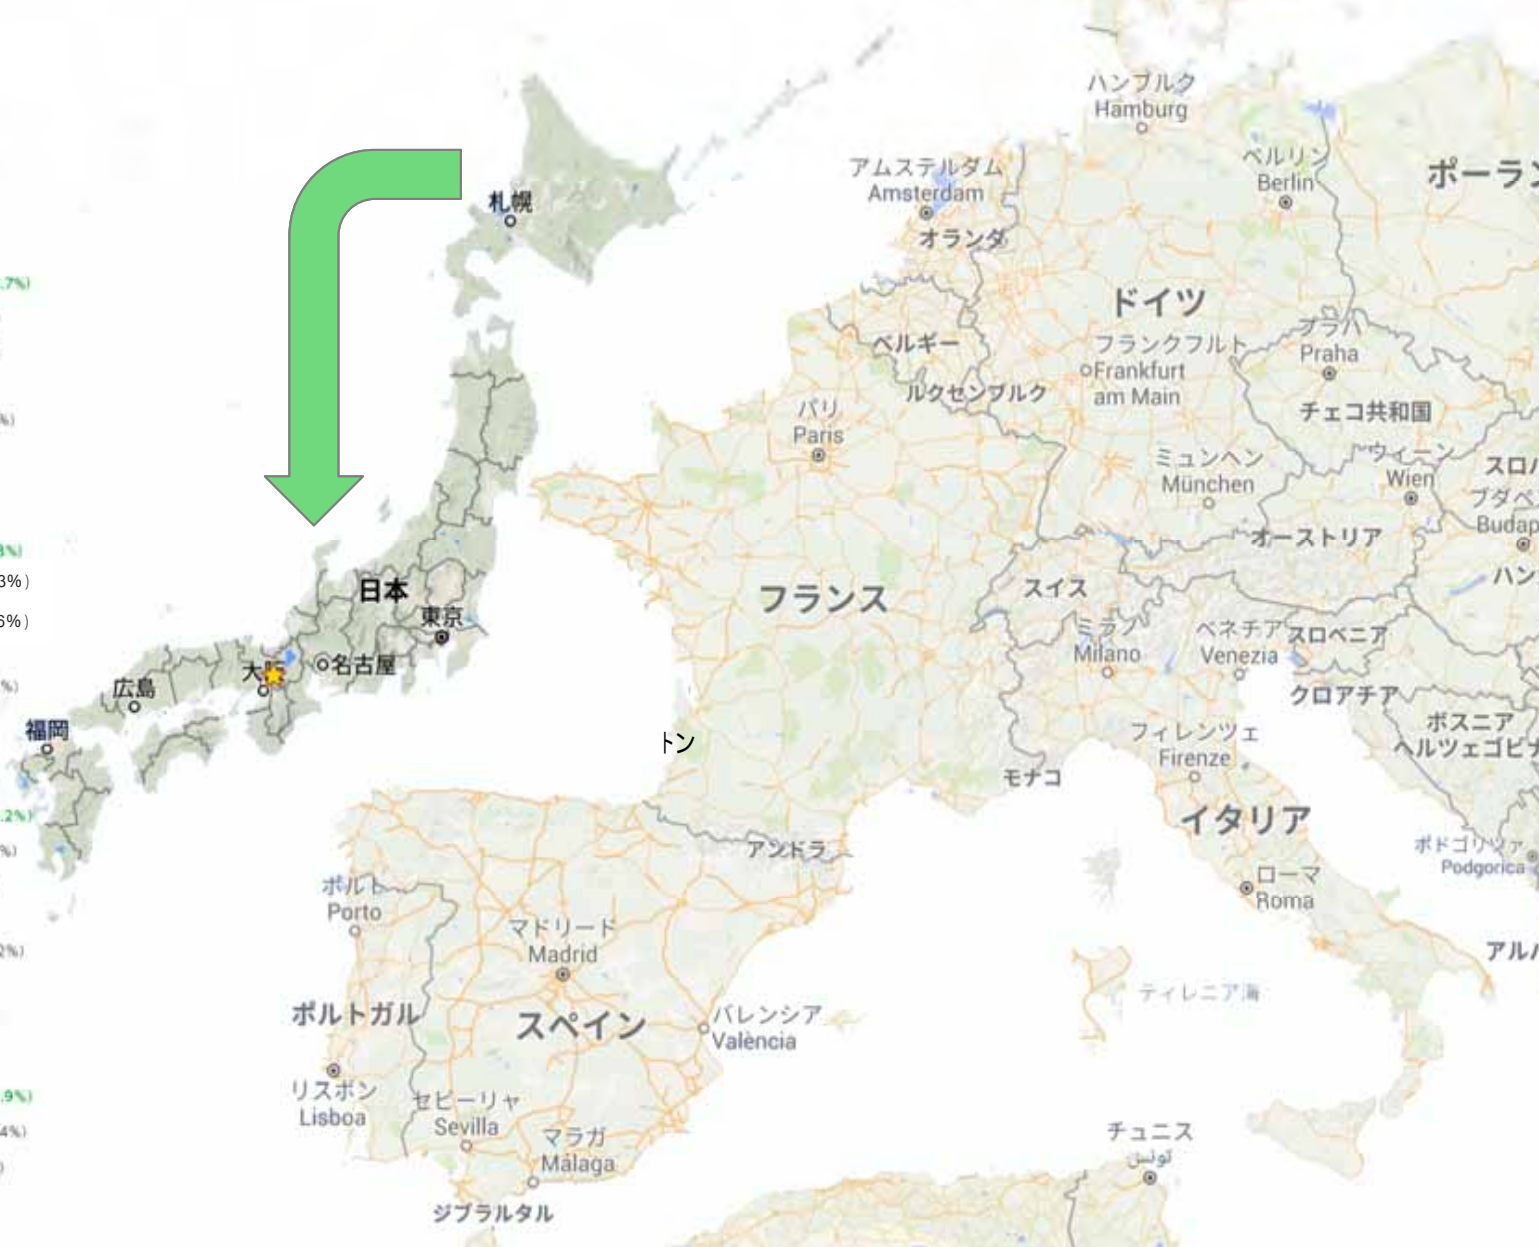 ハンブルク
Hamburg
アムステルダム
Amsterdam
オランダ
ベルリン
Berlin
ポーラン
札幌
.7%)
ドイツ
ベルギー
フランクフルト
Frankfurt
am Main
プラハ
Praha
ルクセンブルク
チェコ共和国
パリ
Paris
%)
ミュンヘン
München
ウィーン
Wien
スロバ
ブダペ
Budap
オーストリア
3%)
3%)
6%)
日本
東京
フランス
スイス
ハン
ミラノ
Milano
ベネチア
Venezia
スロベニア
クロアチア
大阪
名古屋
広島
%)
福岡
トン
フィレンツェ
Firenze
ボスニア
ヘルツェゴビナ
モナコ
イタリア
.2%)
%)
アンドラ
ポドゴリツァ
Podgorica
ポルト
Porto
ローマ
Roma
マドリード
Madrid
2%)
アルバ
ティレニア海
ポルトガル
スペイン
バレンシア
València
リスボン
Lisboa
セビーリャ
Sevilla
マラガ
Málaga
.9%)
4%)
)
チュニス
تونس
ジブラルタル